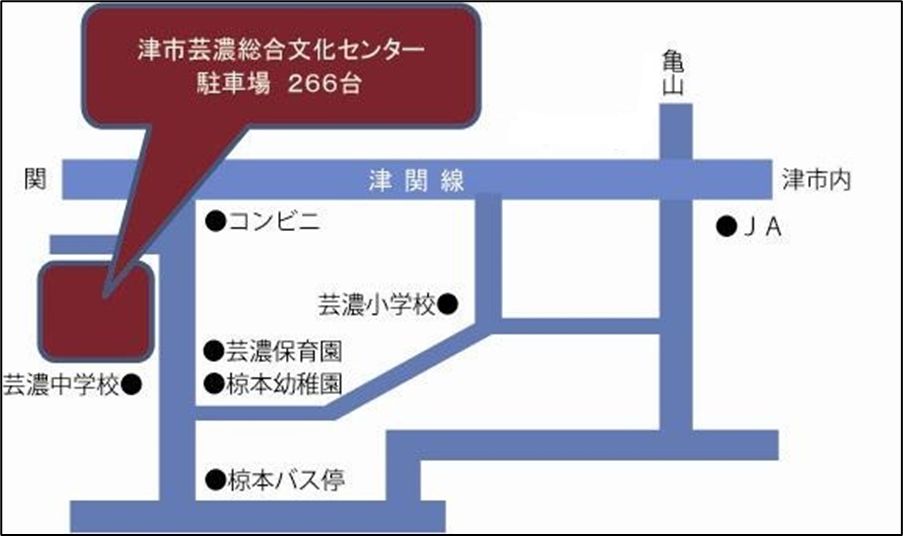 津市芸濃総合文化センター
駐車場 266台
亀山
関
津関線
津市内
●コンビニ
●JA
芸濃小学校●
●芸濃保育園
●椋本幼稚園
芸濃中学校●
●椋本バス停